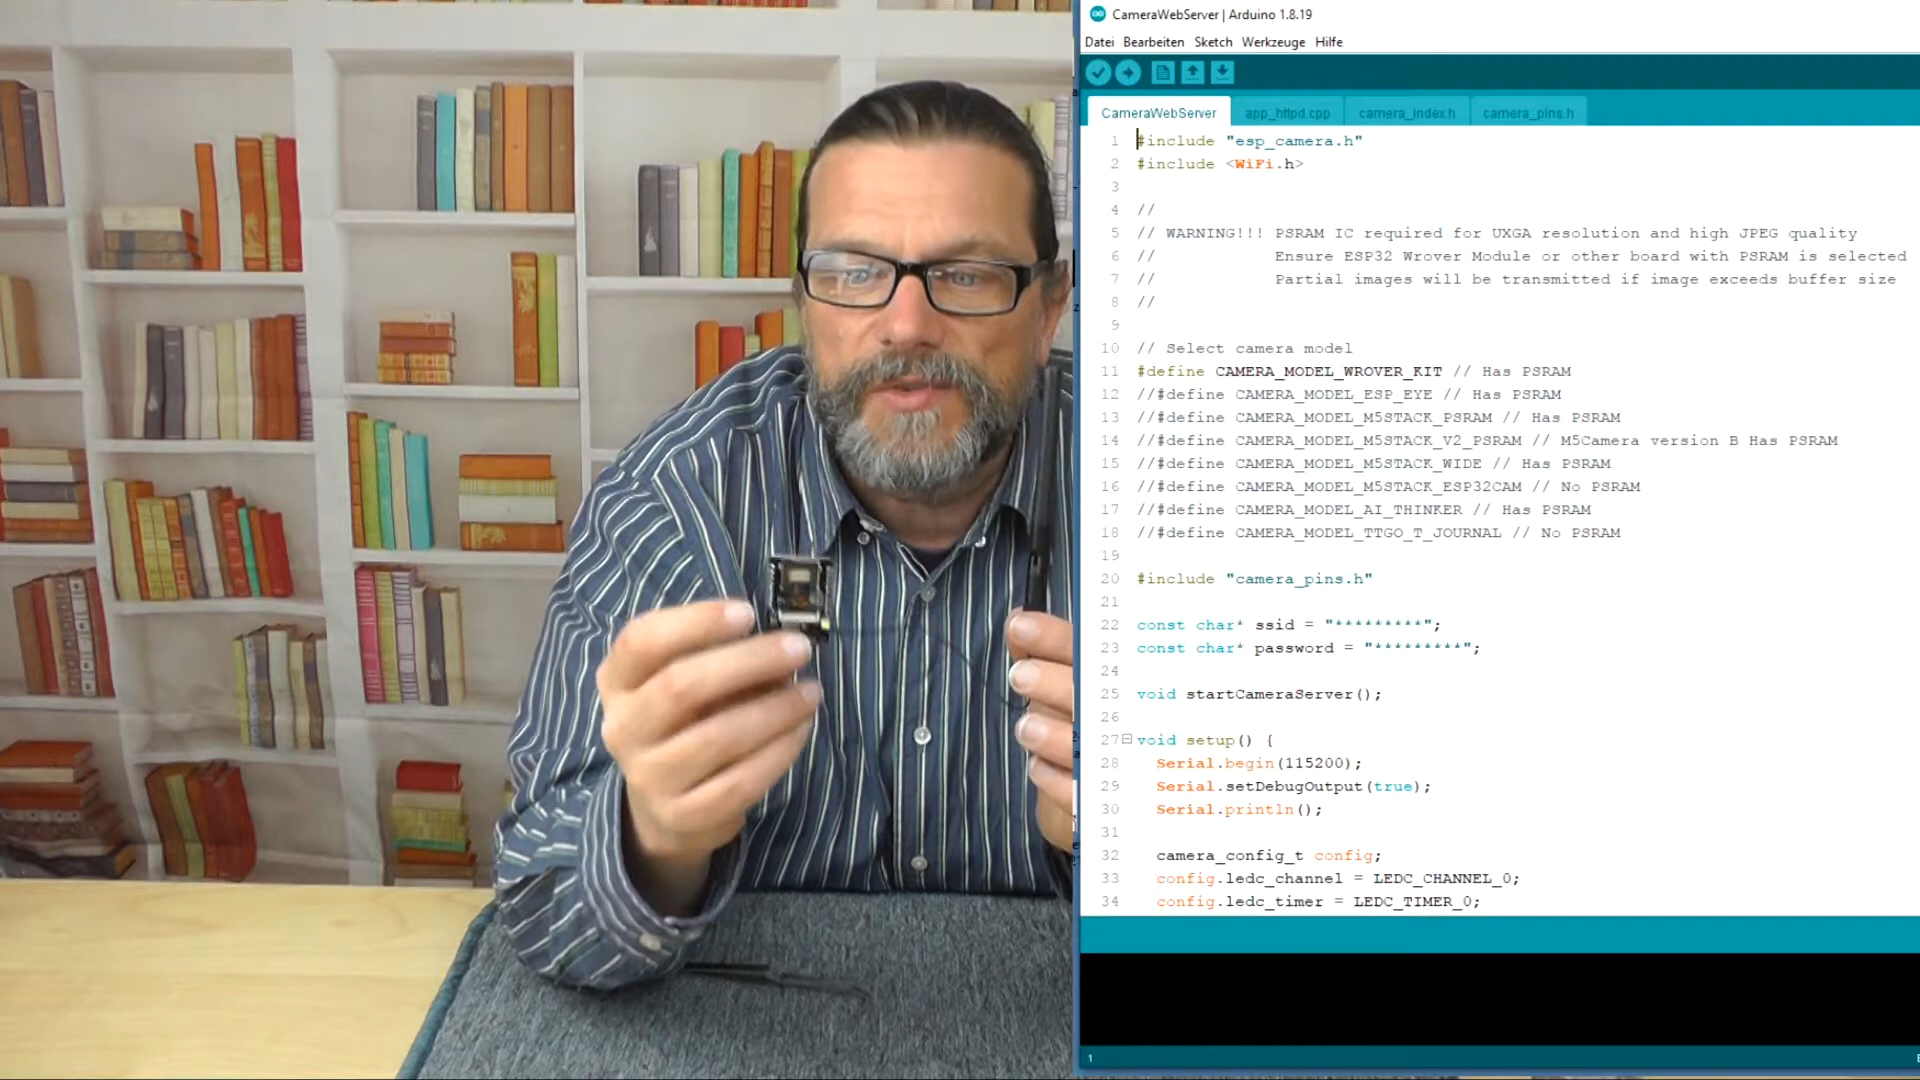 CameraWebServer | Arduino 1.8.19
Datei Bearbeiten Sketch Werkzeuge Hilfe
CameraWebServer app_httpd.cpp camera_index.h camera_pins.h
1 #include "esp_camera.h"
2 #include <WiFi.h>
3
4 //
5 // WARNING!!! PSRAM IC required for UXGA resolution and high JPEG quality
6 //            Ensure ESP32 Wrover Module or other board with PSRAM is selected
7 //            Partial images will be transmitted if image exceeds buffer size
8 //
9
10 // Select camera model
11 #define CAMERA_MODEL_WROVER_KIT // Has PSRAM
12 //#define CAMERA_MODEL_ESP_EYE // Has PSRAM
13 //#define CAMERA_MODEL_M5STACK_PSRAM // Has PSRAM
14 //#define CAMERA_MODEL_M5STACK_V2_PSRAM // M5Camera version B Has PSRAM
15 //#define CAMERA_MODEL_M5STACK_WIDE // Has PSRAM
16 //#define CAMERA_MODEL_M5STACK_ESP32CAM // No PSRAM
17 //#define CAMERA_MODEL_AI_THINKER // Has PSRAM
18 //#define CAMERA_MODEL_TTGO_T_JOURNAL // No PSRAM
19
20 #include "camera_pins.h"
21
22 const char* ssid = "*********";
23 const char* password = "*********";
24
25 void startCameraServer();
26
27 void setup() {
28   Serial.begin(115200);
29   Serial.setDebugOutput(true);
30   Serial.println();
31
32   camera_config_t config;
33   config.ledc_channel = LEDC_CHANNEL_0;
34   config.ledc_timer = LEDC_TIMER_0;
1